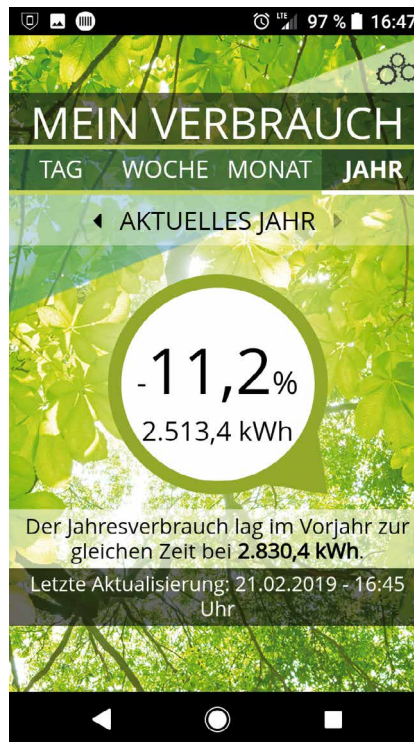 LTE 97 % 16:47
MEIN VERBRAUCH
TAG WOCHE MONAT JAHR
AKTUELLES JAHR
-11,2%
2.513,4 kWh
Der Jahresverbrauch lag im Vorjahr zur
gleichen Zeit bei 2.830,4 kWh.
Letzte Aktualisierung: 21.02.2019 - 16:45
Uhr